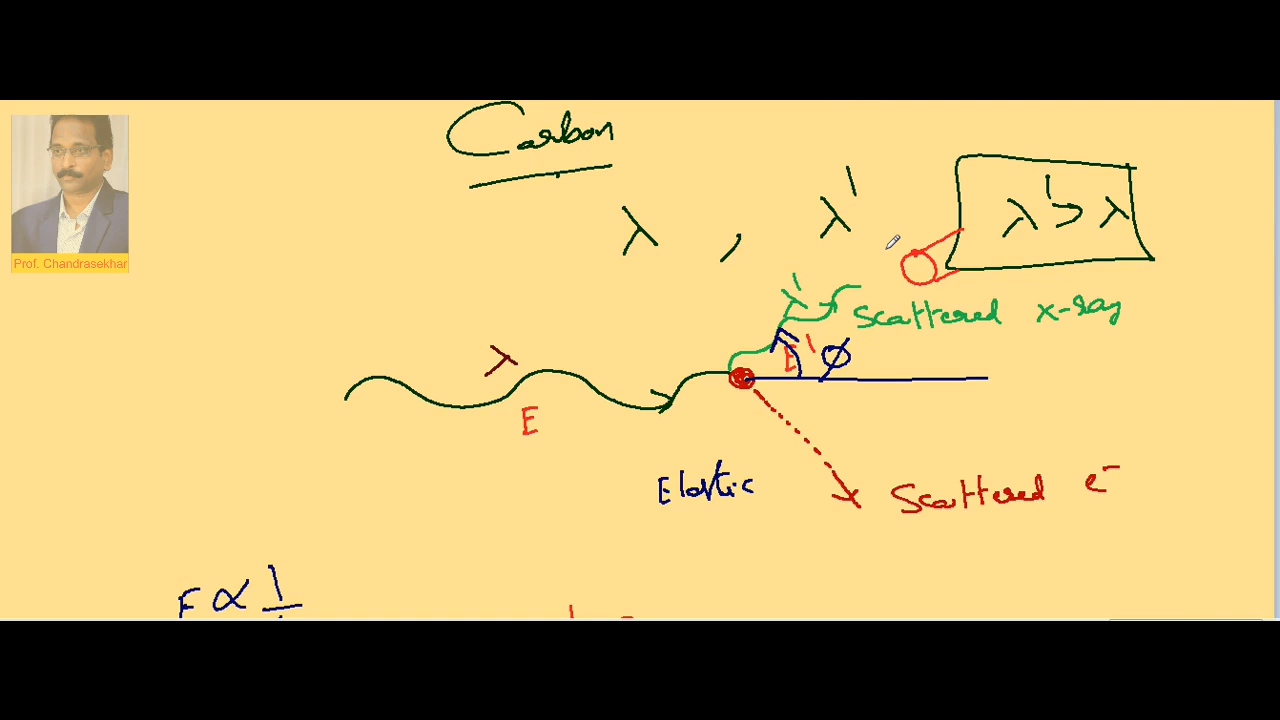 Carbon
λ , λ'
λ' > λ
Prof. Chandrasekhar
λ'
Scattered x-ray
λ
E' φ
E
Elastic
Scattered e⁻
E ∝ 1